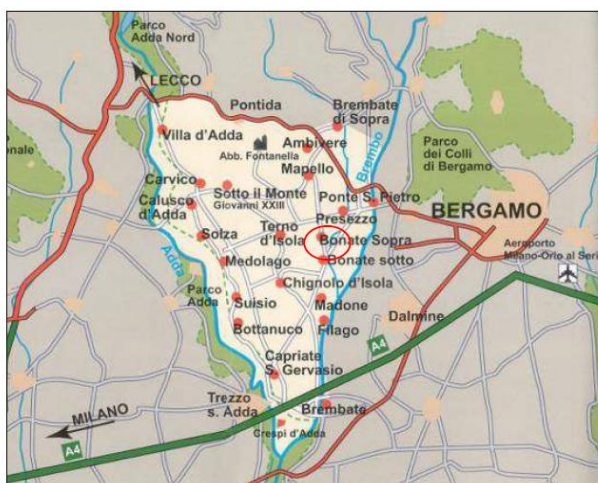 Parco
Adda Nord
LECCO
Pontida
Brembate
di Sopra
Villa d'Adda
Abb. Fontanella
Ambivere
Mapello
Brembo
Parco
dei Colli
di Bergamo
onale
Carvico
Sotto il Monte
Giovanni XXIII
Ponte S. Pietro
Calusco
d'Adda
Presezzo
BERGAMO
Solza
Terno
d'Isola
Bonate Sopra
Aeroporto
Milano-Orio al Seri
Adda
Medolago
Bonate sotto
Parco
Adda
Chignolo d'Isola
Suisio
Madone
Dalmine
Bottanuco
Filago
A4
Capriate
S. Gervasio
Trezzo
s. Adda
Brembate
MILANO
Crespi d'Adda
A4